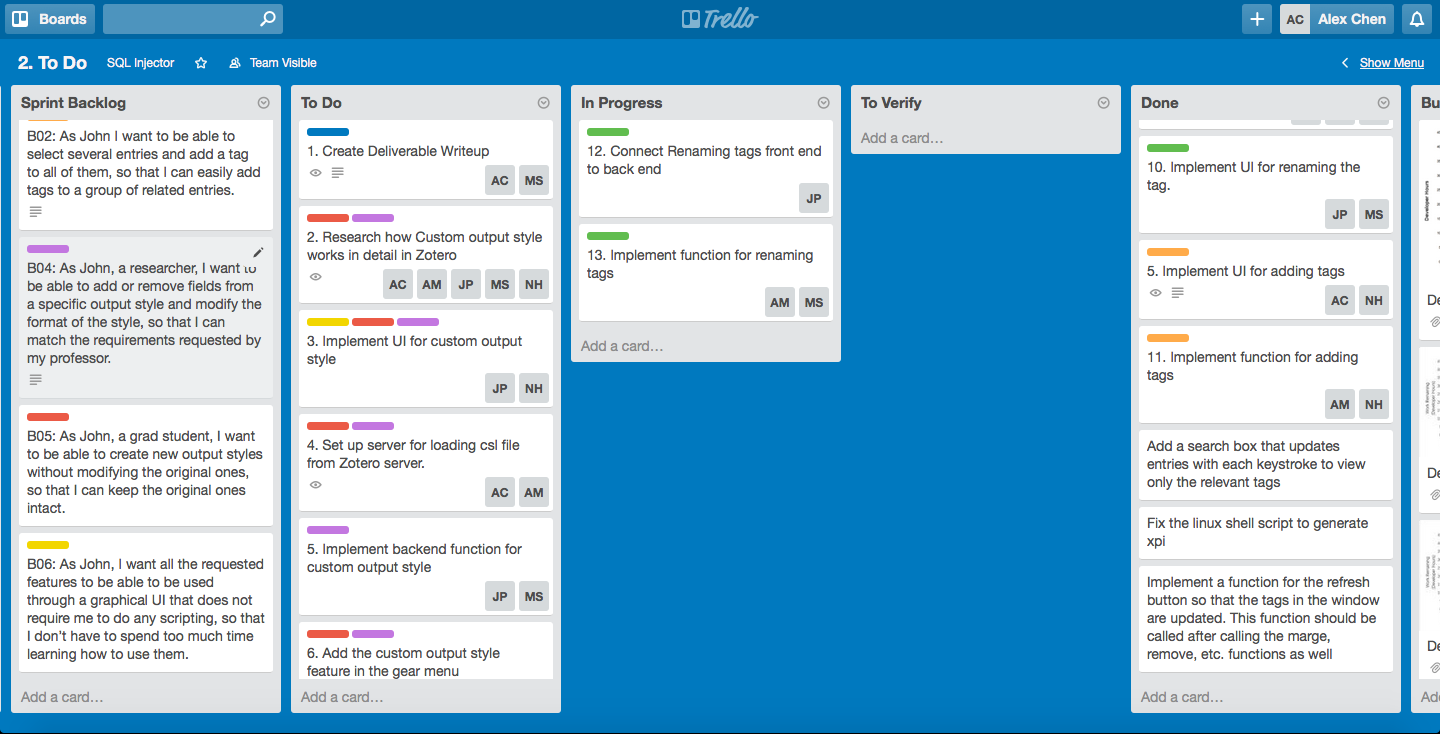 Boards
Trello
AC
Alex Chen
2. To Do
SQL Injector
Team Visible
Show Menu
Sprint Backlog
B02: As John I want to be able to
select several entries and add a tag
to all of them, so that I can easily add
tags to a group of related entries.
B04: As John, a researcher, I want to
be able to add or remove fields from
a specific output style and modify the
format of the style, so that I can
match the requirements requested by
my professor.
B05: As John, a grad student, I want
to be able to create new output styles
without modifying the original ones,
so that I can keep the original ones
intact.
B06: As John, I want all the requested
features to be able to be used
through a graphical UI that does not
require me to do any scripting, so that
I don't have to spend too much time
learning how to use them.
Add a card…
To Do
1. Create Deliverable Writeup
AC MS
2. Research how Custom output style
works in detail in Zotero
AC AM JP MS NH
3. Implement UI for custom output
style
JP NH
4. Set up server for loading csl file
from Zotero server.
AC AM
5. Implement backend function for
custom output style
JP MS
6. Add the custom output style
feature in the gear menu
Add a card…
In Progress
12. Connect Renaming tags front end
to back end
JP
13. Implement function for renaming
tags
AM MS
Add a card…
To Verify
Add a card…
Done
10. Implement UI for renaming the
tag.
JP MS
5. Implement UI for adding tags
AC NH
11. Implement function for adding
tags
AM NH
Add a search box that updates
entries with each keystroke to view
only the relevant tags
Fix the linux shell script to generate
xpi
Implement a function for the refresh
button so that the tags in the window
are updated. This function should be
called after calling the marge,
remove, etc. functions as well
Add a card…
Bu
Developer Hours
De
De
De
Ad